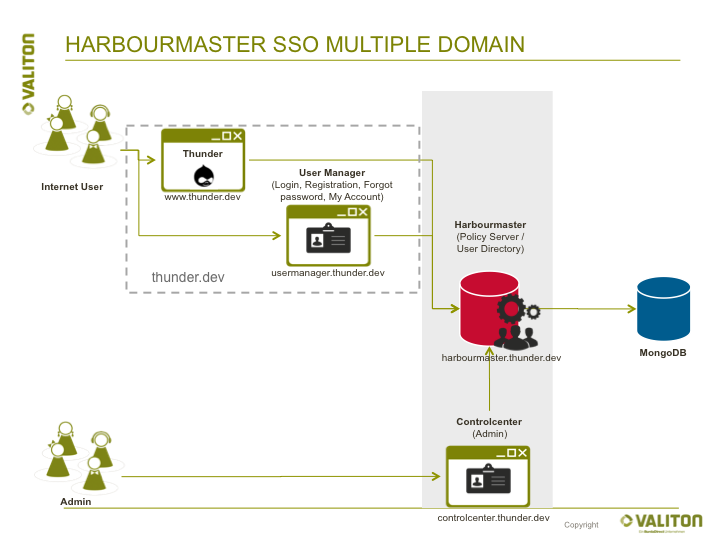 HARBOURMASTER SSO MULTIPLE DOMAIN
VALITON
Internet User
Thunder
www.thunder.dev
User Manager
(Login, Registration, Forgot
password, My Account)
usermanager.thunder.dev
thunder.dev
Harbourmaster
(Policy Server /
User Directory)
harbourmaster.thunder.dev
MongoDB
Controlcenter
(Admin)
controlcenter.thunder.dev
Admin
Copyright
VALITON